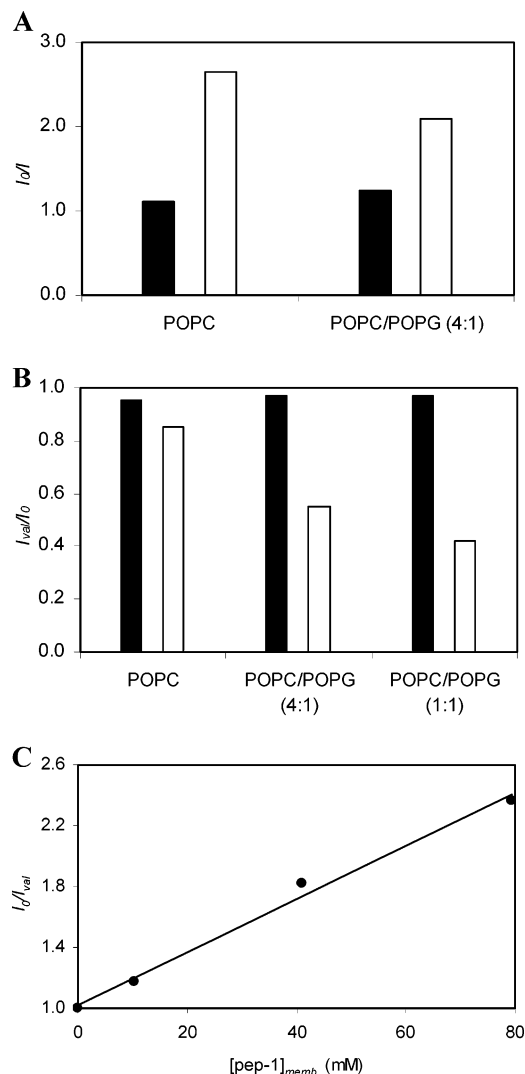 A
3.0
2.0
1.0
0.0
I0/I
POPC
POPC/POPG (4:1)
B
1.0
0.8
0.6
0.4
0.2
0.0
Ival/I0
POPC
POPC/POPG
(4:1)
POPC/POPG
(1:1)
C
2.6
2.2
1.8
1.4
1.0
I0/Ival
0
20
40
60
80
[pep-1]memb. (mM)